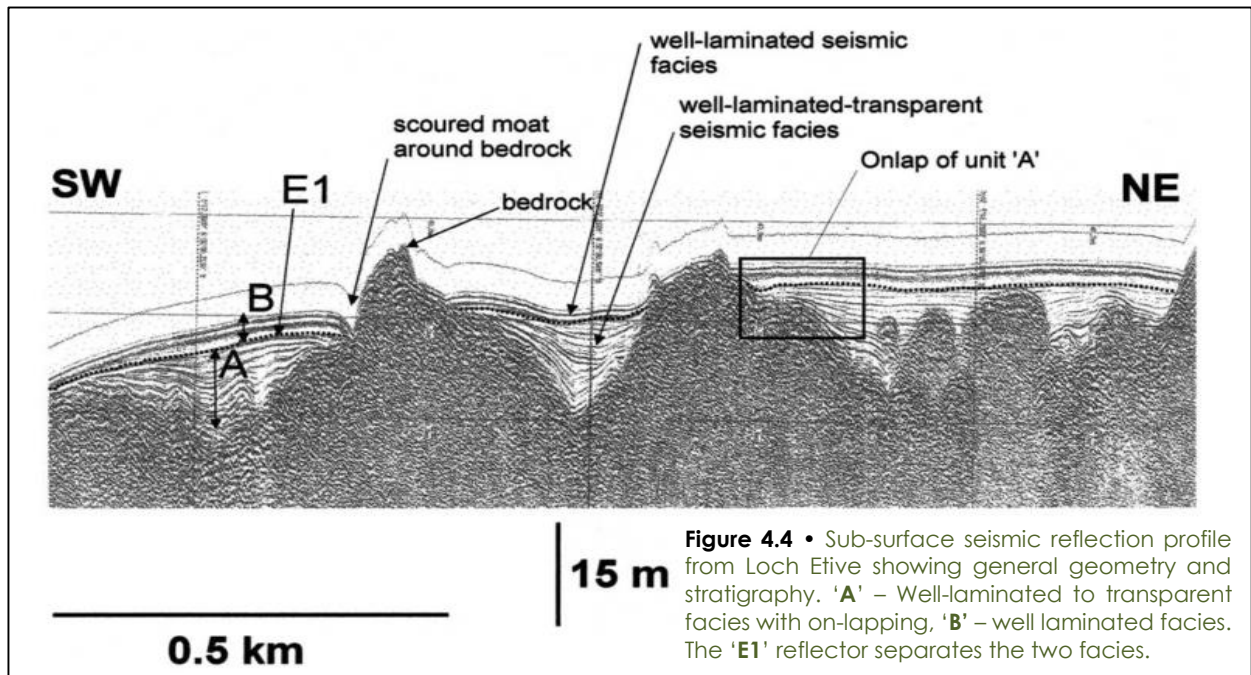 well-laminated seismic
facies
well-laminated-transparent
seismic facies
scoured moat
around bedrock
Onlap of unit 'A'
SW
E1
NE
bedrock
B
A
15 m
0.5 km
Figure 4.4 • Sub-surface seismic reflection profile
from Loch Etive showing general geometry and
stratigraphy. ‘A’ – Well-laminated to transparent
facies with on-lapping, ‘B’ – well laminated facies.
The ‘E1’ reflector separates the two facies.